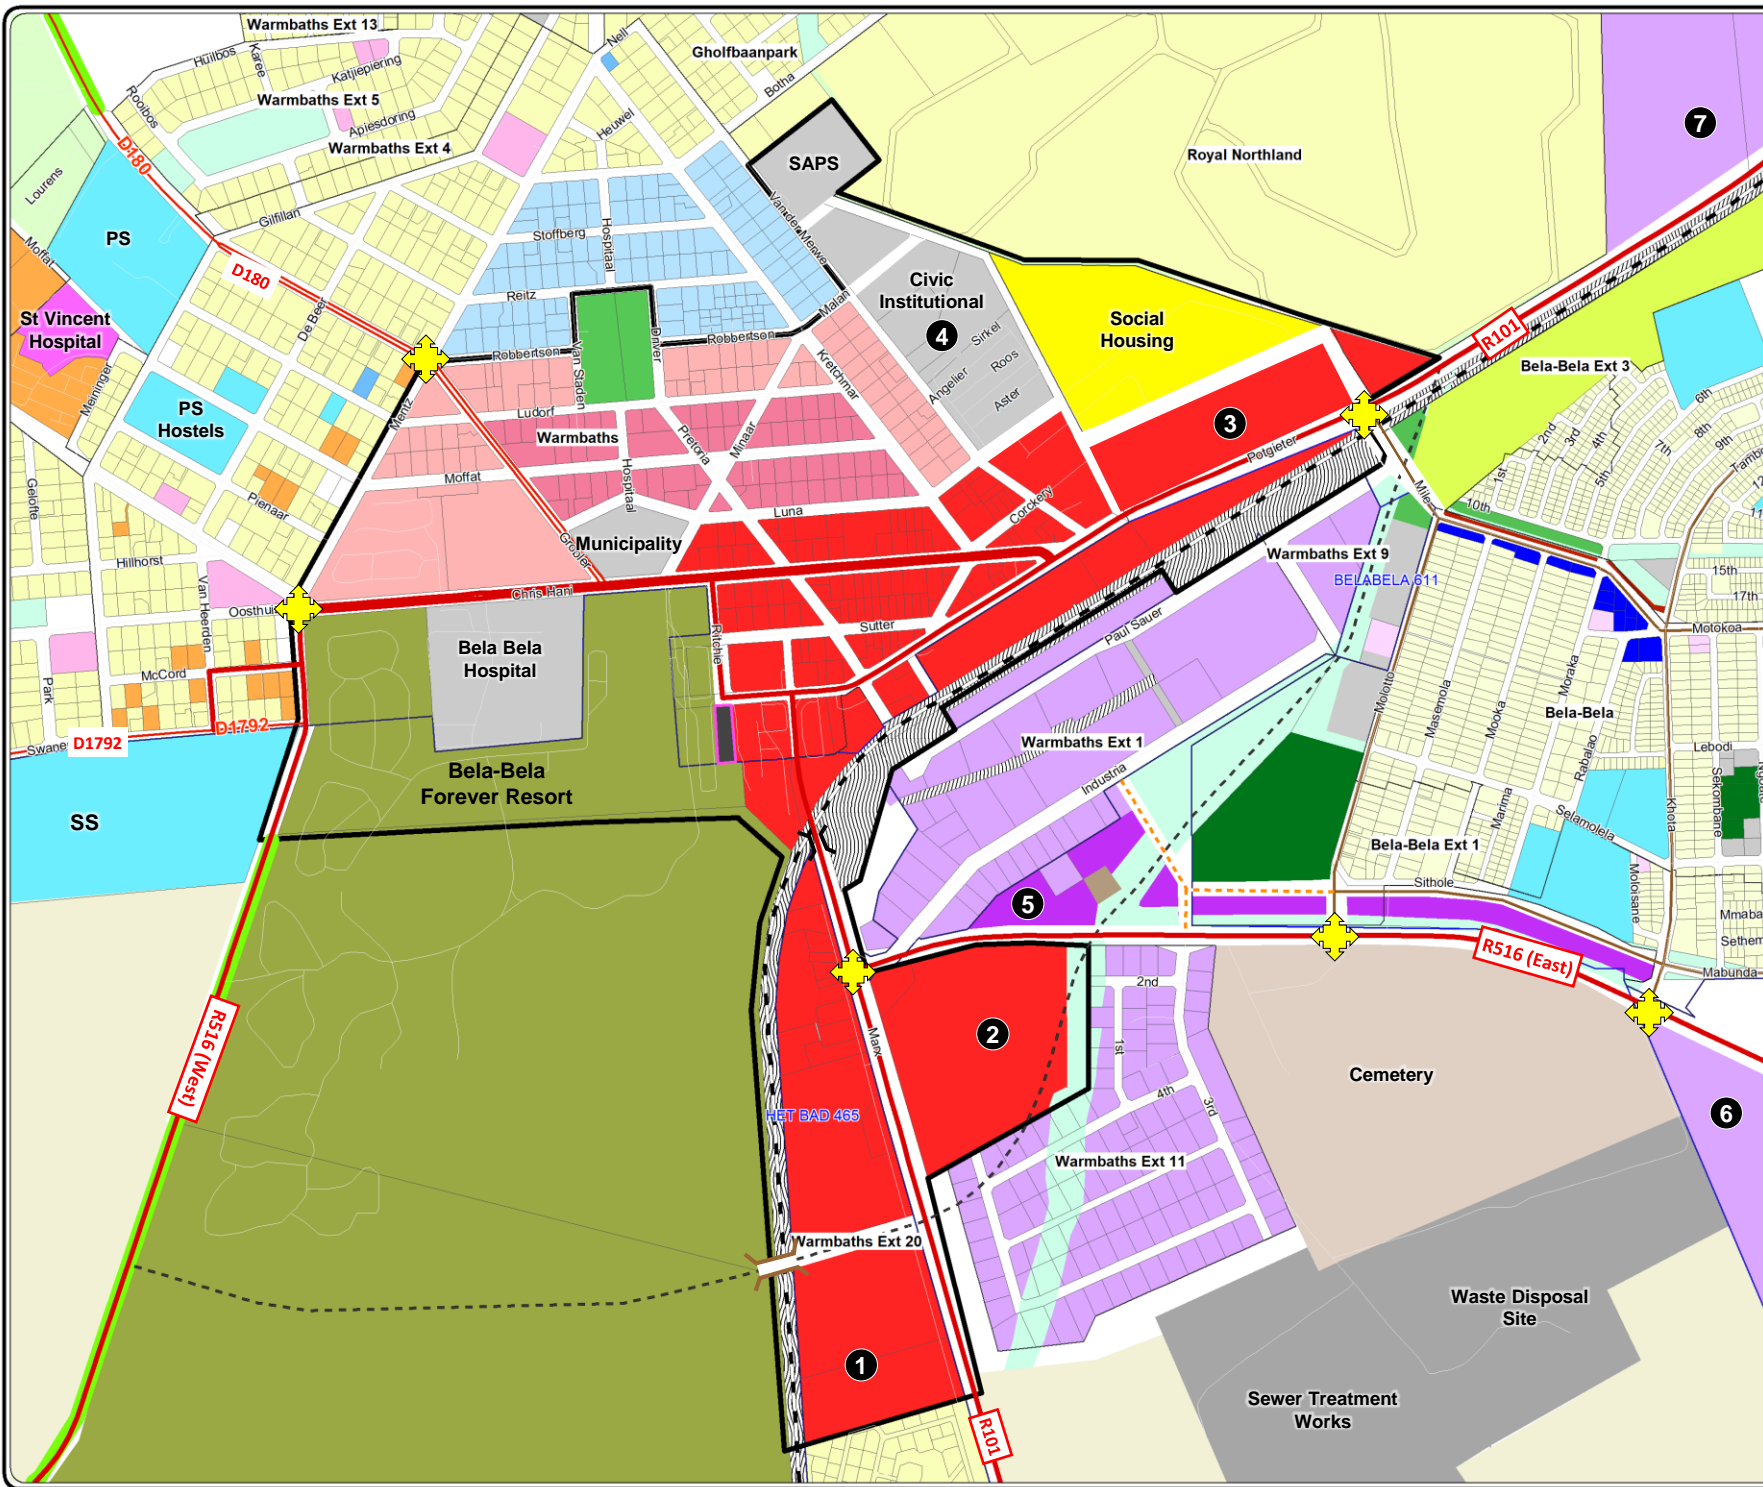 Warmbaths Ext 13
Nell
Gholfbaanpark
Huilbos
Karee
Katjiepiering
Botha
Rooibos
Warmbaths Ext 5
Apiesdoring
Heuwel
7
D180
Warmbaths Ext 4
SAPS
Royal Northland
Lourens
Gilfillan
Hospitaal
Van der Merwe
PS
Stoffberg
Moffat
D180
Civic
Institutional
4
Reitz
Malan
De Beer
St Vincent
Hospital
Social
Housing
R101
Sirkel
Robbertson
Van Staden
Driver
Robbertson
Roos
Bela-Bela Ext 3
Meininger
Kretchmar
Angelier
Aster
PS
Hostels
Mentz
Ludorf
Warmbaths
Pretoria
Minaar
3
6th
2nd
3rd
4th
8th
7th
9th
Potgieter
Moffat
Hospitaal
1st
5th
Gelofte
Pienaar
Luna
Corckery
Mile
10th
Grobler
Municipality
Warmbaths Ext 9
Hillhorst
BELABELA 611
15th
Van Heerden
Chris Hani
17th
Paul Sauer
Sutter
Motokoa
Ritchie
Bela Bela
Hospital
McCord
Park
Molotto
Masemola
Mooka
Moraka
Bela-Bela
D1792
D1792
Warmbaths Ext 1
Lebodi
Rabalao
Bela-Bela
Forever Resort
Industria
Marima
Khota
Sekombane
SS
Selamolela
Bela-Bela Ext 1
Sithole
Moloisane
5
R516 (East)
Mabunda
2nd
R516 (West)
Marx
2
1st
Cemetery
4th
3rd
HET BAD 465
6
Warmbaths Ext 11
Warmbaths Ext 20
Waste Disposal
Site
1
Sewer Treatment
Works
R101